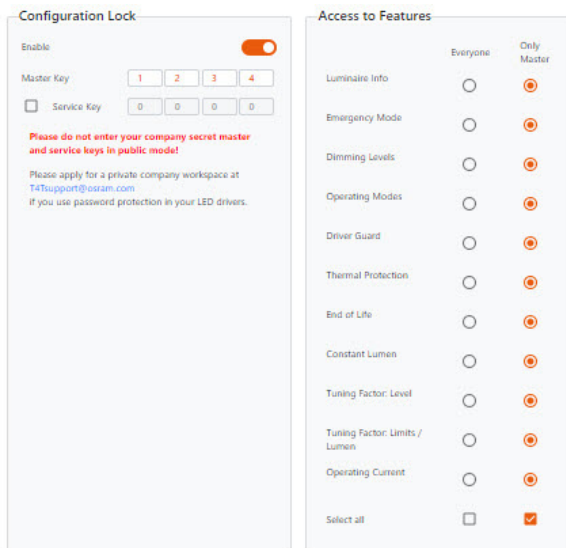 Configuration Lock
Enable
Master Key 1 2 3 4
Service Key 0 0 0 0
Please do not enter your company secret master
and service keys in public mode!
Please apply for a private company workspace at
T4Tsupport@osram.com
if you use password protection in your LED drivers.
Access to Features
Everyone Only
Master
Luminaire Info
Emergency Mode
Dimming Levels
Operating Modes
Driver Guard
Thermal Protection
End of Life
Constant Lumen
Tuning Factor: Level
Tuning Factor: Limits /
Lumen
Operating Current
Select all